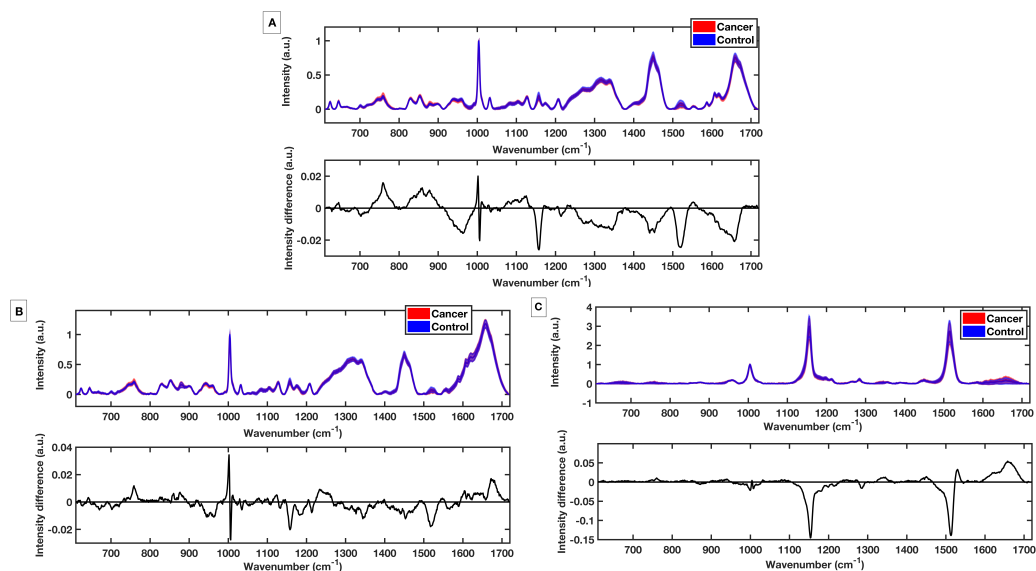 A
Cancer
Control
Intensity (a.u.)
1
0.5
0
700 800 900 1000 1100 1200 1300 1400 1500 1600 1700
Wavenumber (cm-1)
Intensity difference (a.u.)
0.02
0
-0.02
700 800 900 1000 1100 1200 1300 1400 1500 1600 1700
Wavenumber (cm-1)
B
Cancer
Control
Intensity (a.u.)
1
0.5
0
700 800 900 1000 1100 1200 1300 1400 1500 1600 1700
Wavenumber (cm-1)
Intensity difference (a.u.)
0.04
0.02
0
-0.02
700 800 900 1000 1100 1200 1300 1400 1500 1600 1700
Wavenumber (cm-1)
C
Cancer
Control
Intensity (a.u.)
4
3
2
1
0
-1
700 800 900 1000 1100 1200 1300 1400 1500 1600 1700
Wavenumber (cm-1)
Intensity difference (a.u.)
0.05
0
-0.05
-0.1
-0.15
700 800 900 1000 1100 1200 1300 1400 1500 1600 1700
Wavenumber (cm-1)